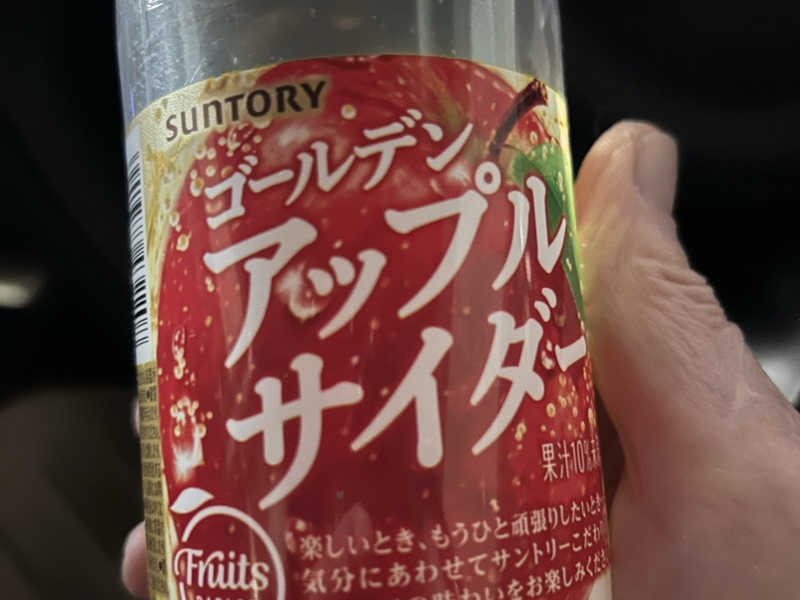 SUNTORY
ゴールデン
アップル
サイダー
果汁10%未
Fruits
楽しいとき、もうひと頑張りしたいとき
気分にあわせてサントリーこだわ
味わいをお楽しみくださ